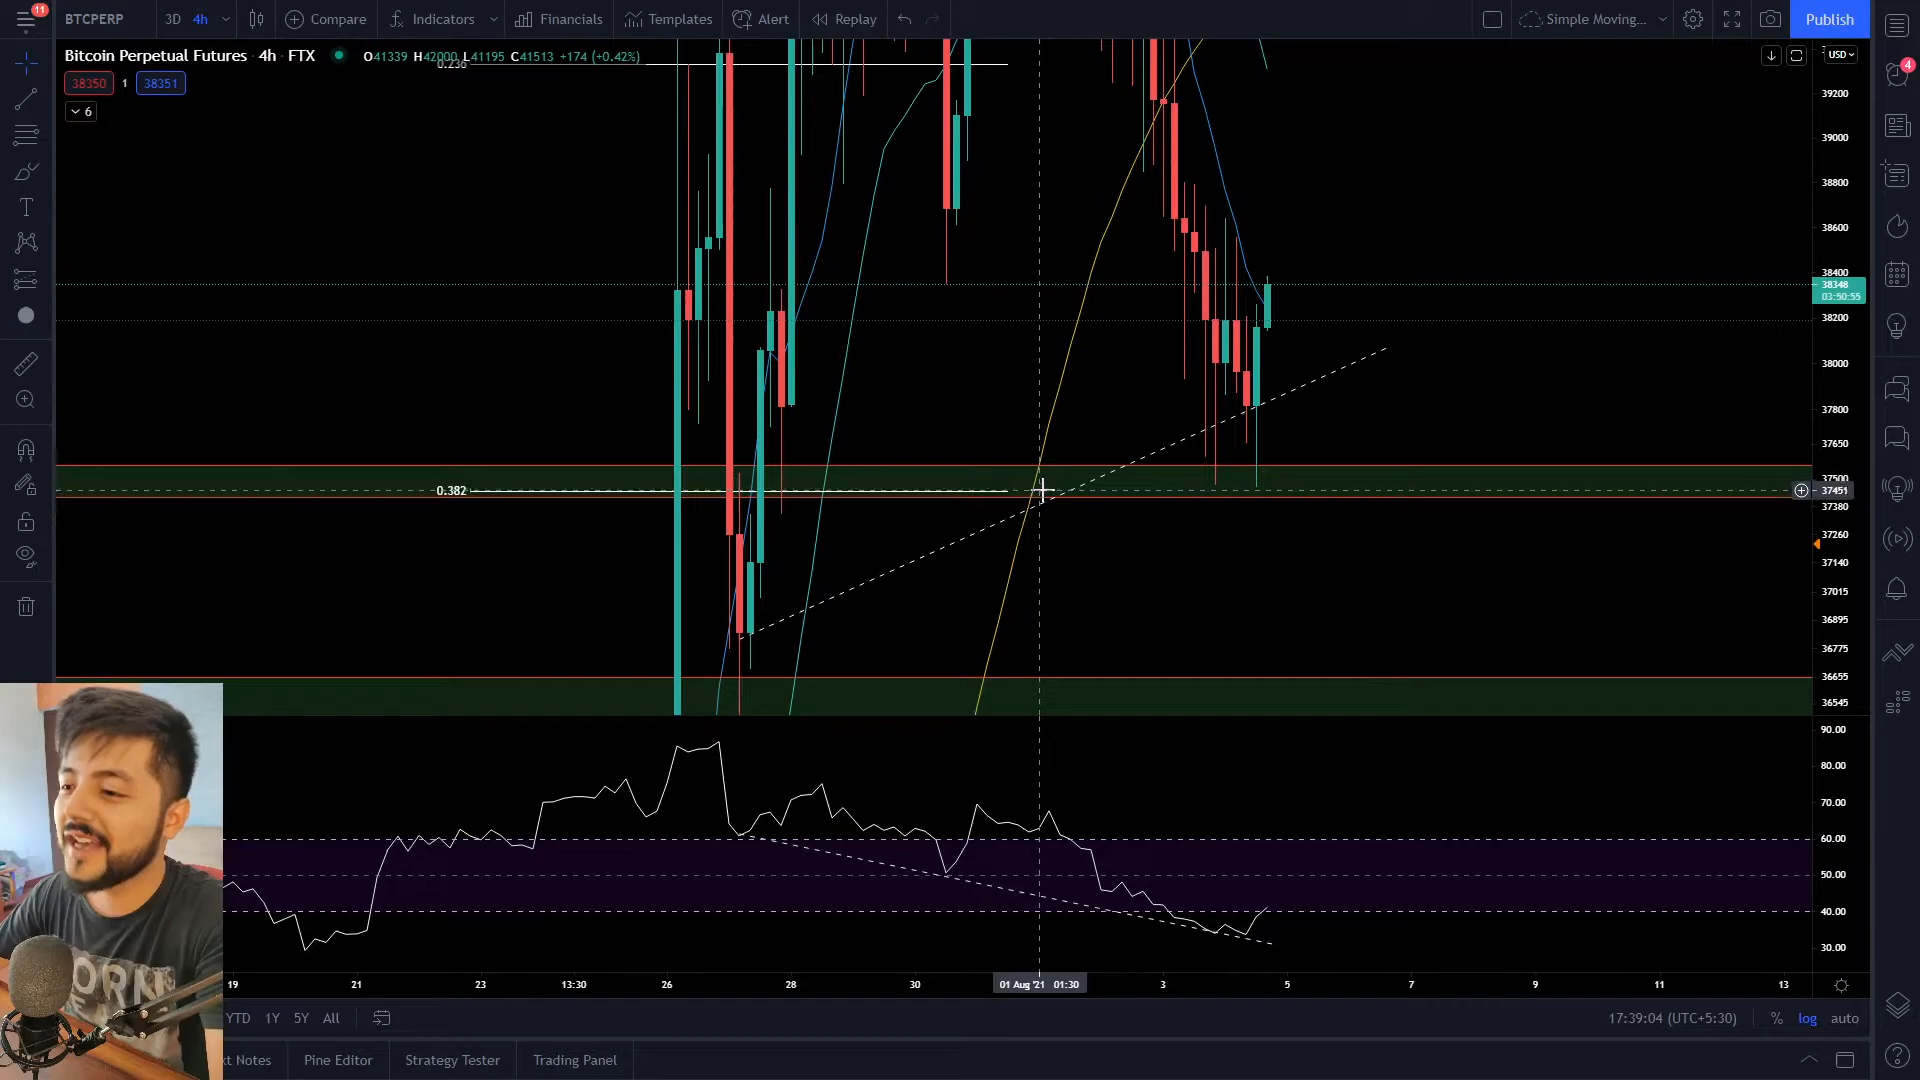 11
BTCPERP
3D
4h
Compare
Indicators
Financials
Templates
Alert
Replay
Simple Moving...
Publish
Bitcoin Perpetual Futures · 4h · FTX
O41339 H42000 L41195 C41513 +174 (+0.42%)
USD
4
0.236
38350
1
38351
6
39200
39000
38800
38600
38400
38348
03:50:55
38200
38000
37800
37650
37500
0.382
37451
37380
37260
37140
37015
36895
36775
36655
36545
90.00
80.00
70.00
60.00
50.00
40.00
30.00
19
21
23
13:30
26
28
30
01 Aug '21 01:30
3
5
7
9
11
13
YTD
1Y
5Y
All
17:39:04 (UTC+5:30)
%
log
auto
Notes
Pine Editor
Strategy Tester
Trading Panel